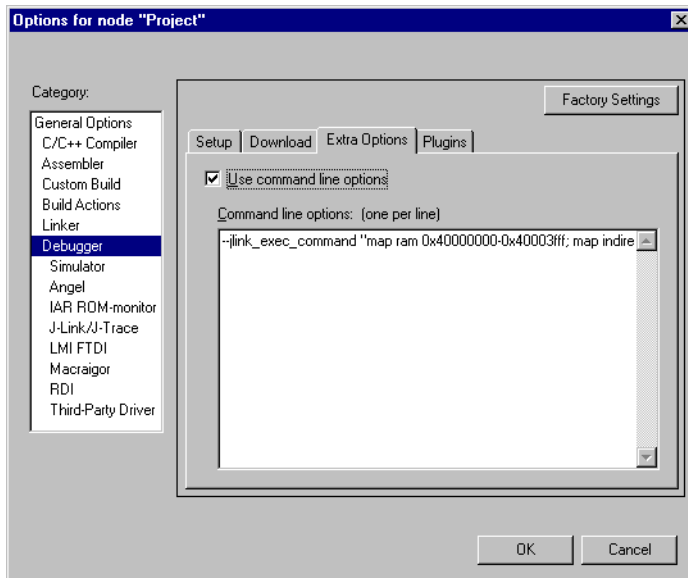 Options for node "Project"
Category:
Factory Settings
General Options
C/C++ Compiler
Assembler
Custom Build
Build Actions
Linker
Debugger
Simulator
Angel
IAR ROM-monitor
J-Link/J-Trace
LMI FTDI
Macraigor
RDI
Third-Party Driver
Setup Download Extra Options Plugins
Use command line options
Command line options: (one per line)
--jlink_exec_command "map ram 0x40000000-0x40003fff; map indire
OK Cancel